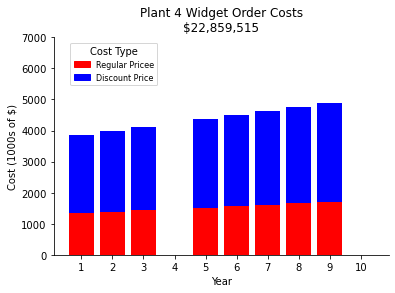 Plant 4 Widget Order Costs
$22,859,515
Cost Type
Regular Pricee
Discount Price
Cost (1000s of $)
7000
6000
5000
4000
3000
2000
1000
0
1 2 3 4 5 6 7 8 9 10
Year